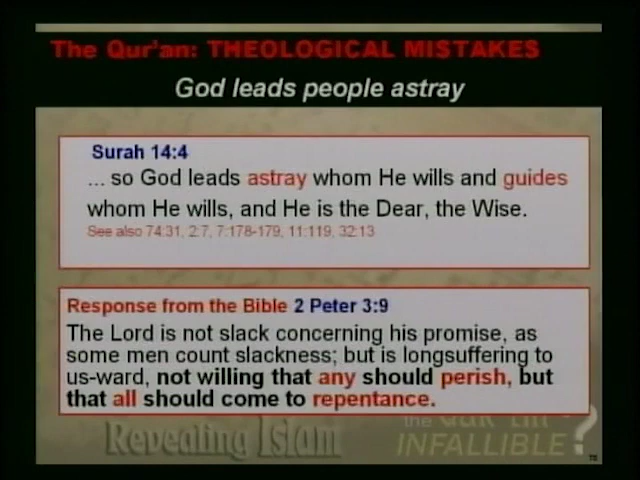 The Qur'an: THEOLOGICAL MISTAKES
God leads people astray
Surah 14:4
... so God leads astray whom He wills and guides
whom He wills, and He is the Dear, the Wise.
See also 74:31, 2:7, 7:178-179, 11:119, 32:13
Response from the Bible 2 Peter 3:9
The Lord is not slack concerning his promise, as
some men count slackness; but is longsuffering to
us-ward, not willing that any should perish, but
that all should come to repentance.
the
Repealing Islam
INFALLIBLE ?